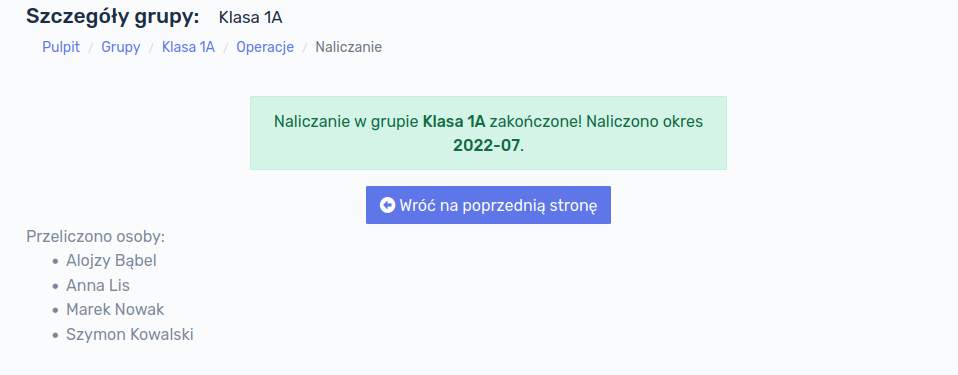 Szczegóły grupy: Klasa 1A
Pulpit / Grupy / Klasa 1A / Operacje / Naliczanie
Naliczanie w grupie Klasa 1A zakończone! Naliczono okres
2022-07.
Wróć na poprzednią stronę
Przeliczono osoby:
• Alojzy Bąbel
• Anna Lis
• Marek Nowak
• Szymon Kowalski